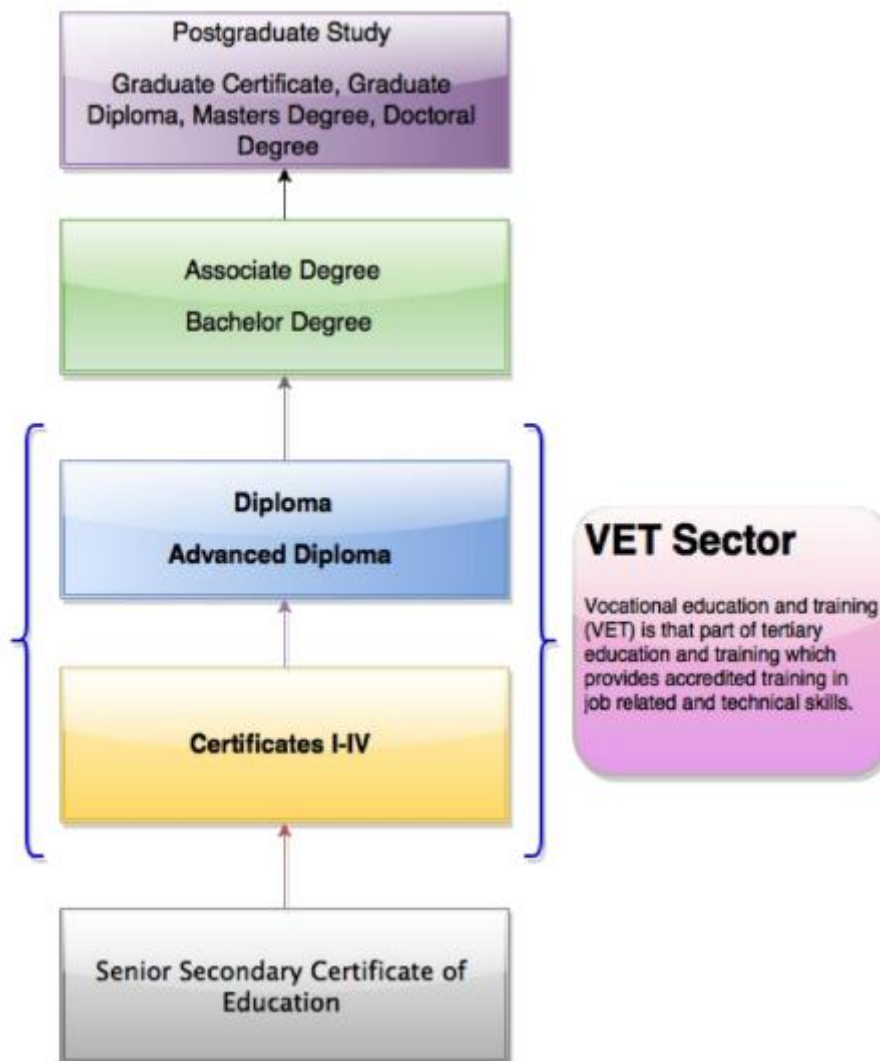 Postgraduate Study
Graduate Certificate, Graduate
Diploma, Masters Degree, Doctoral
Degree
Associate Degree
Bachelor Degree
Diploma
Advanced Diploma
VET Sector
Vocational education and training
(VET) is that part of tertiary
education and training which
provides accredited training in
job related and technical skills.
Certificates I-IV
Senior Secondary Certificate of
Education